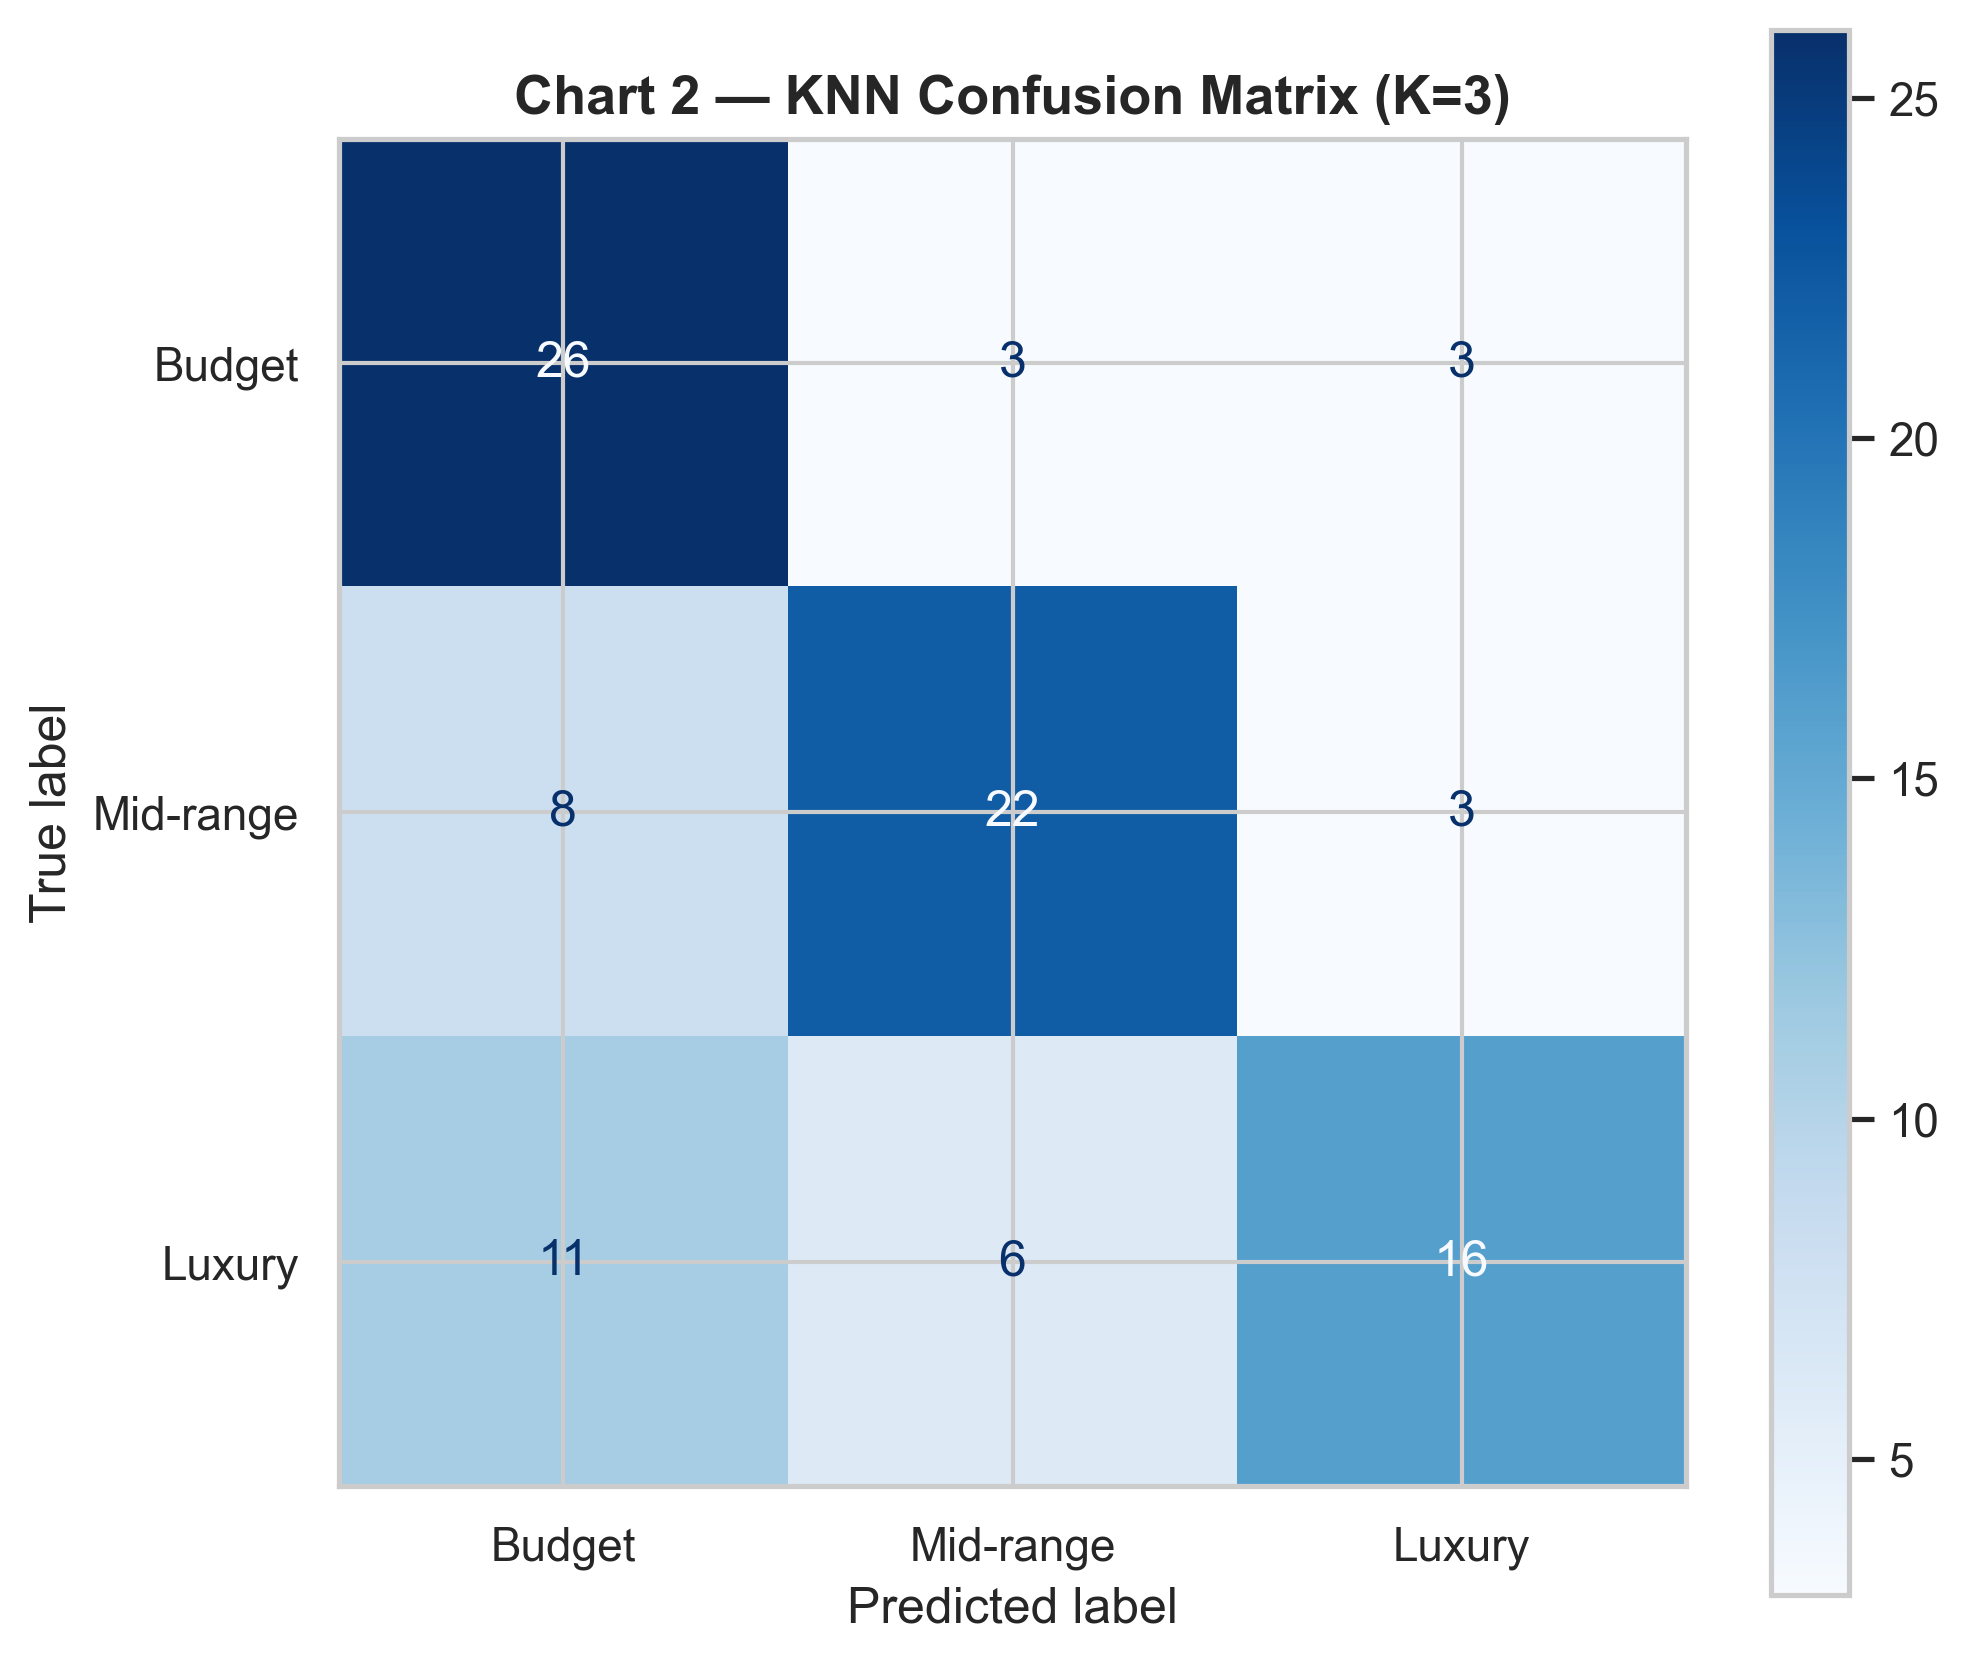 Chart 2 — KNN Confusion Matrix (K=3)
25
20
15
10
5
True label
Budget 26 3 3
Mid-range 8 22 3
Luxury 11 6 16
Budget Mid-range Luxury
Predicted label